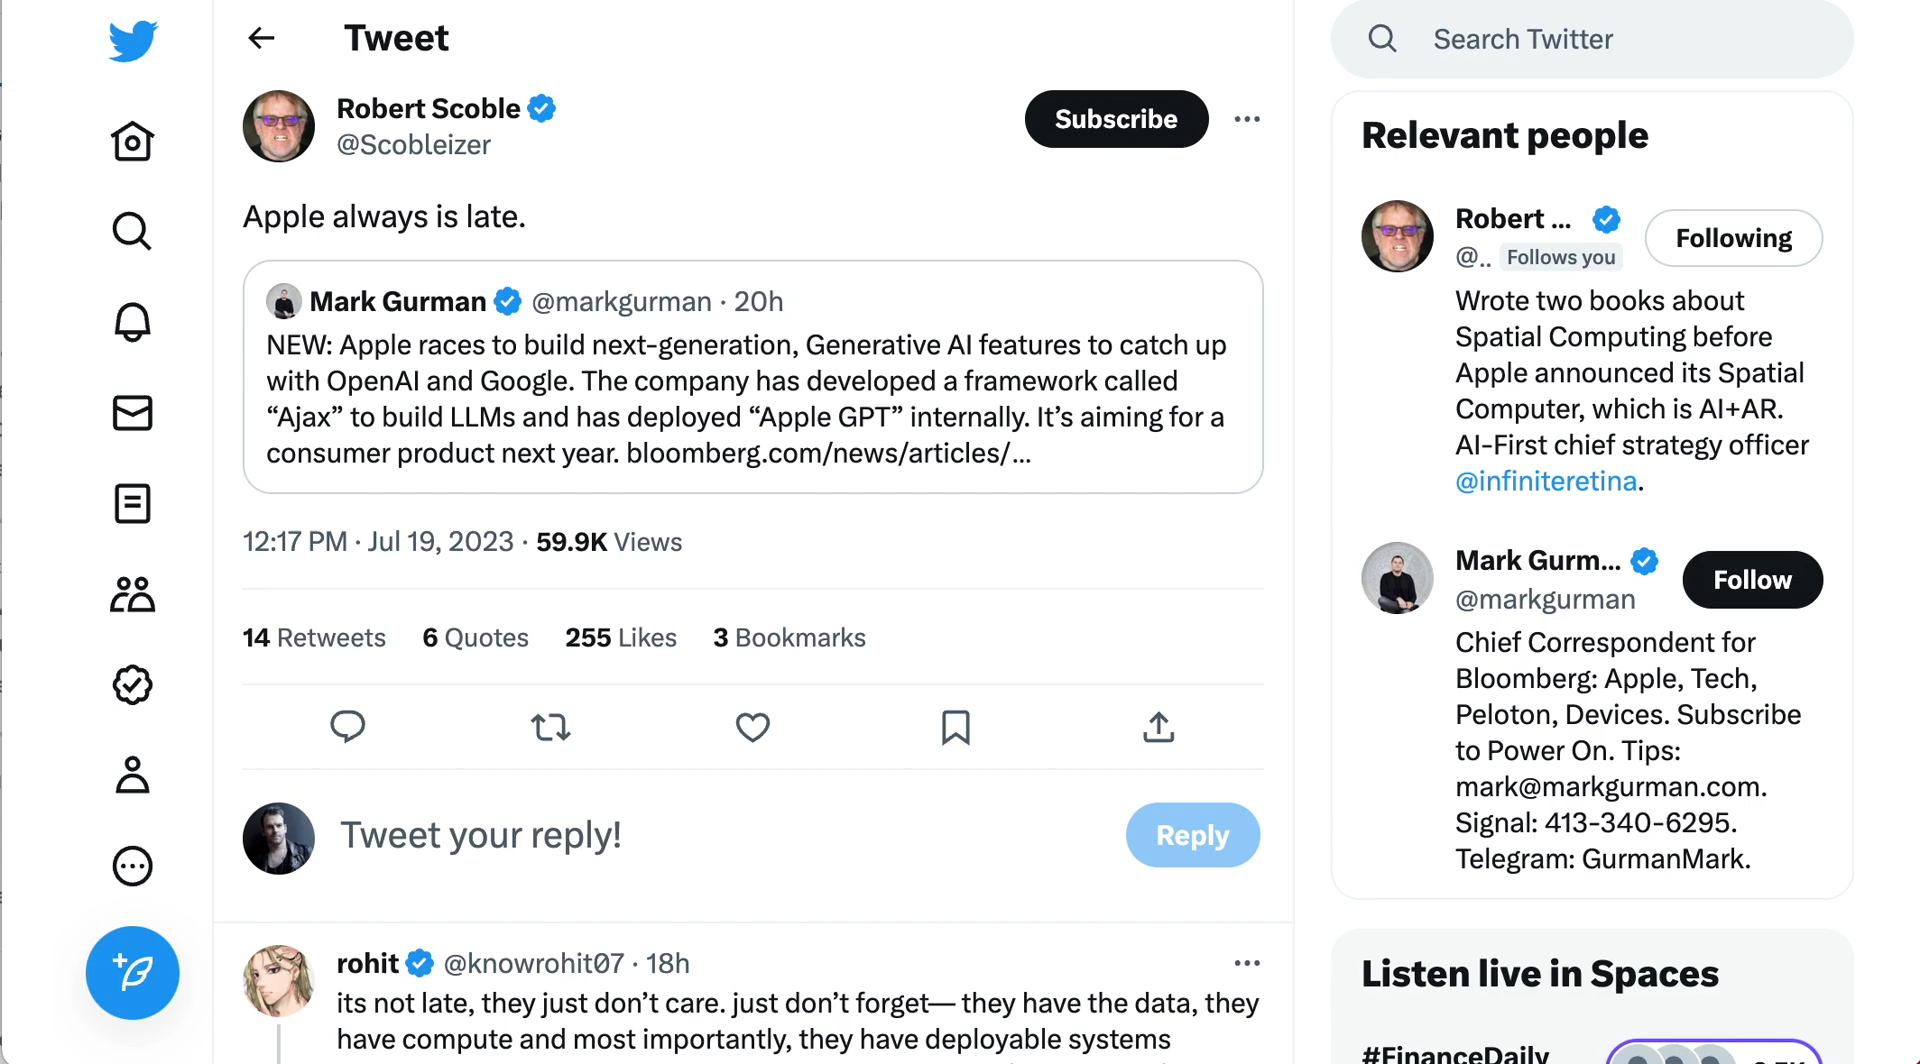 Tweet
Robert Scoble
@Scobleizer
Subscribe
Apple always is late.
Mark Gurman @markgurman · 20h
NEW: Apple races to build next-generation, Generative AI features to catch up
with OpenAI and Google. The company has developed a framework called
“Ajax” to build LLMs and has deployed “Apple GPT” internally. It’s aiming for a
consumer product next year. bloomberg.com/news/articles/…
12:17 PM · Jul 19, 2023 · 59.9K Views
14 Retweets 6 Quotes 255 Likes 3 Bookmarks
Tweet your reply!
Reply
rohit @knowrohit07 · 18h
its not late, they just don’t care. just don’t forget— they have the data, they
have compute and most importantly, they have deployable systems
Search Twitter
Relevant people
Robert ...
@.. Follows you
Following
Wrote two books about
Spatial Computing before
Apple announced its Spatial
Computer, which is AI+AR.
AI-First chief strategy officer
@infiniteretina.
Mark Gurm...
@markgurman
Follow
Chief Correspondent for
Bloomberg: Apple, Tech,
Peloton, Devices. Subscribe
to Power On. Tips:
mark@markgurman.com.
Signal: 413-340-6295.
Telegram: GurmanMark.
Listen live in Spaces
#FinanceDaily